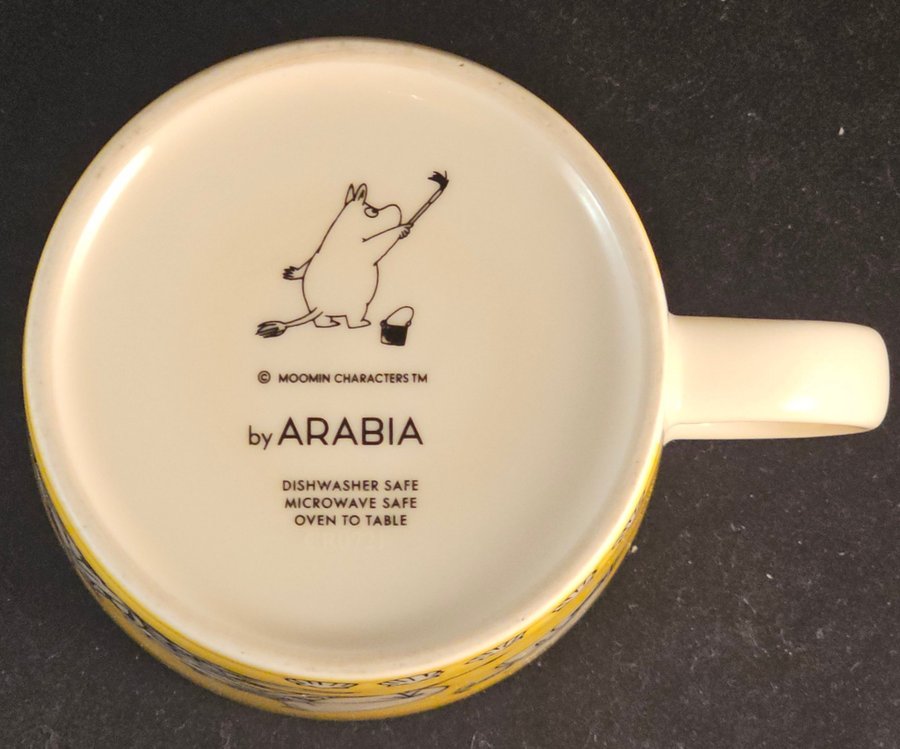 © MOOMIN CHARACTERS TM
by ARABIA
DISHWASHER SAFE
MICROWAVE SAFE
OVEN TO TABLE